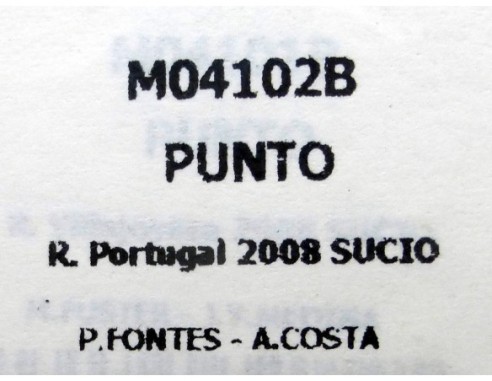 M04102B
PUNTO
R. Portugal 2008 SUCIO
P.FONTES - A.COSTA